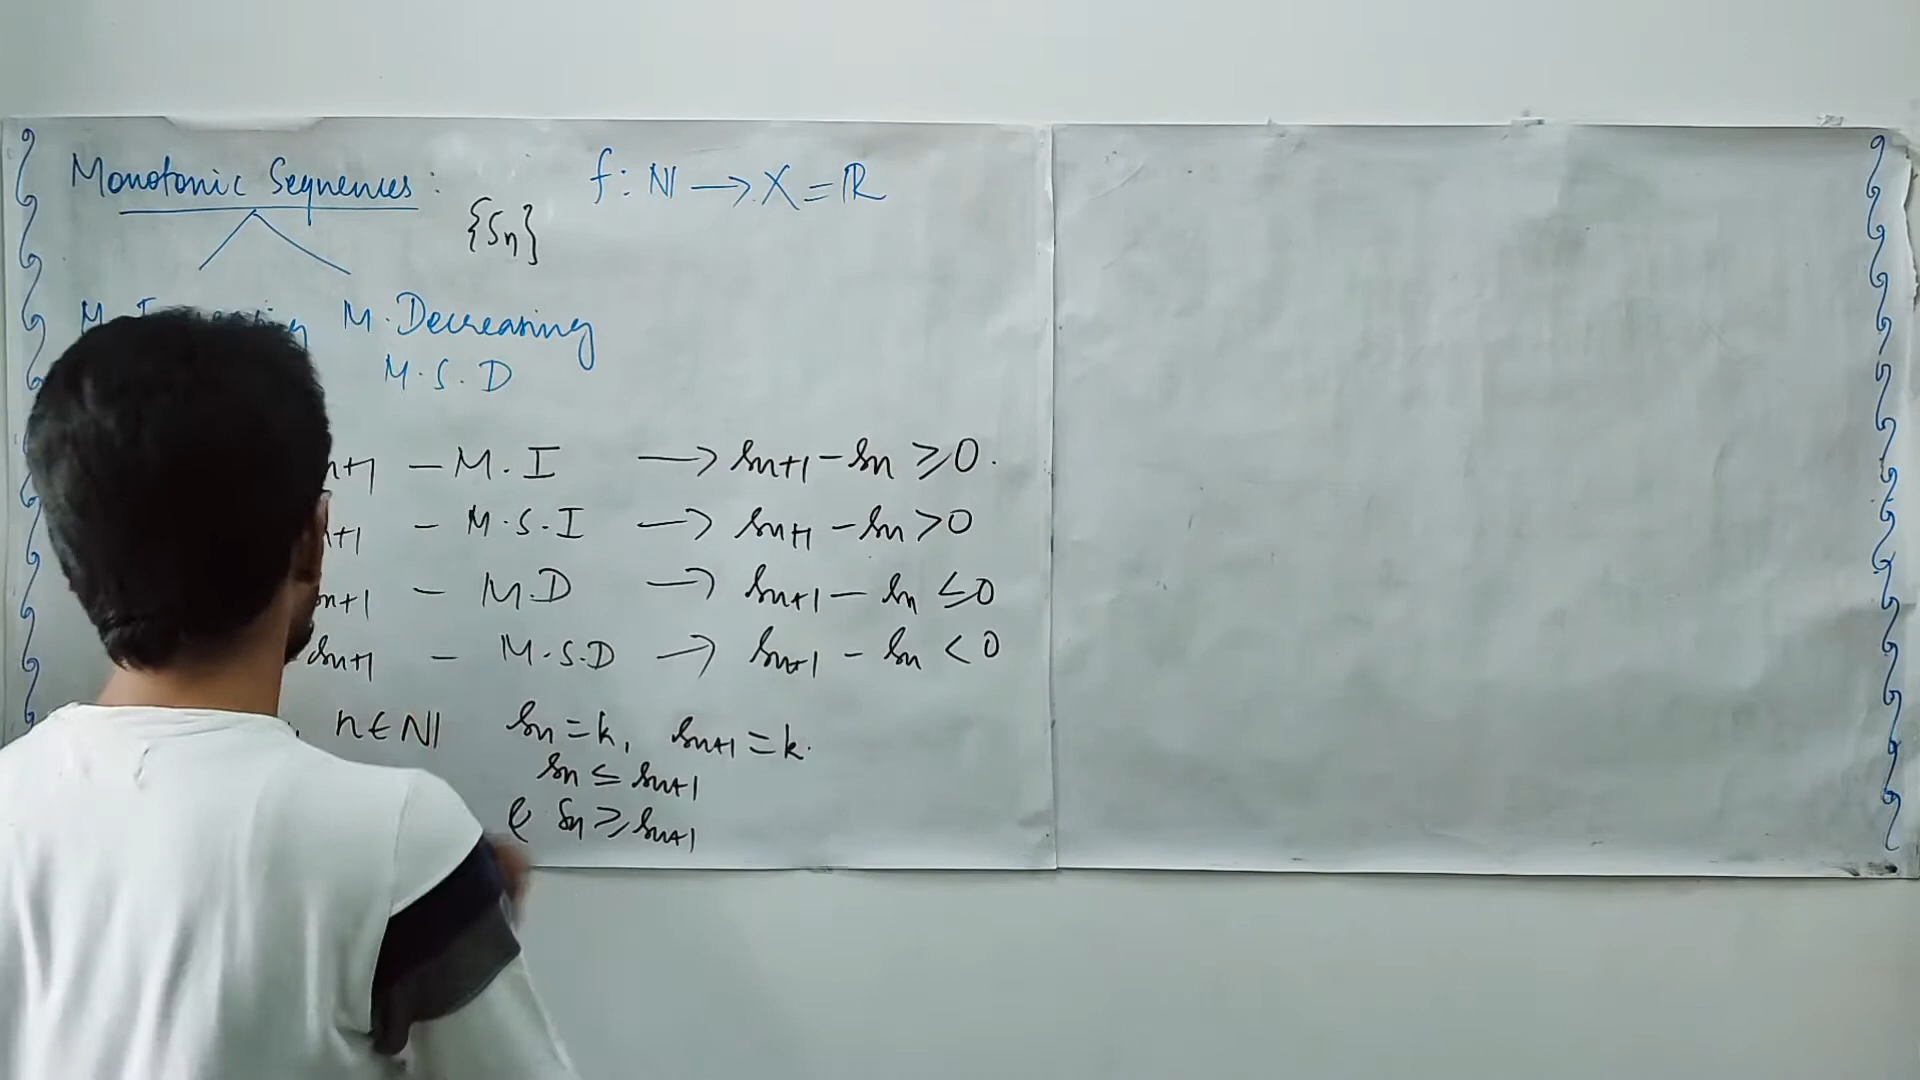 Monotonic Sequences : f : ℕ → X = ℝ
{Sn}
M. Decreasing
M. S. D
n+1 – M. I → sn+1 – sn ≥ 0.
+1 – M. S. I → sn+1 – sn > 0
n+1 – M. D → sn+1 – sn ≤ 0
sn+1 – M. S. D → sn+1 – sn < 0
n ∈ ℕ sn = k, sn+1 = k.
sn ≤ sn+1
& sn ≥ sn+1